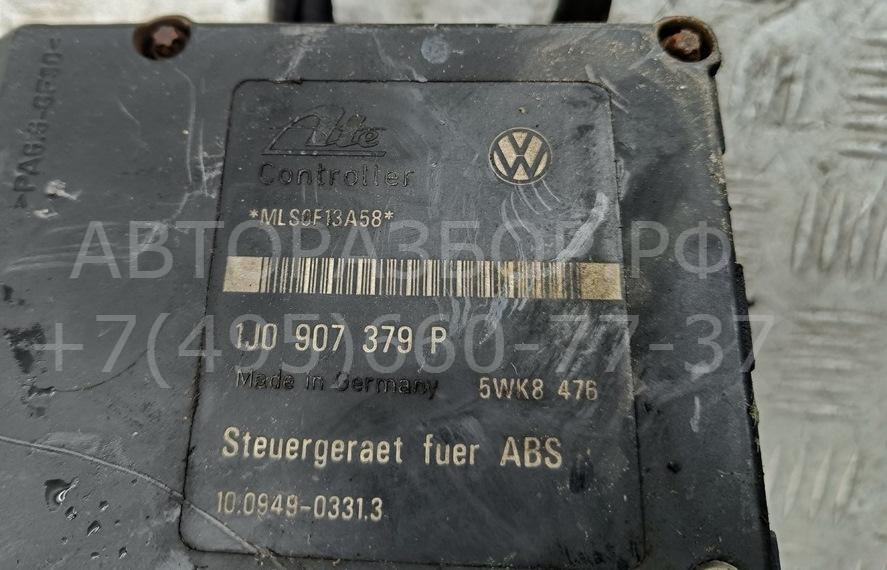 >PA6.6-GF30<
Ate
Controller
*MLS0F13A58*
АВТОРАЗБОР.РФ
1J0 907 379 P
+7(495)660-77-37
Made in Germany 5WK8 476
Steuergeraet fuer ABS
10.0949-0331.3